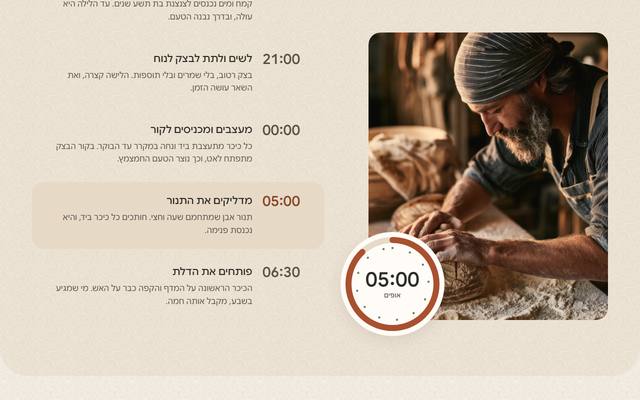 קמח ומים נכנסים לצנצנת בת תשע שנים. עד הלילה היא
עולה, ובדרך נבנה הטעם.
21:00 לשים ולתת לבצק לנוח
בצק רטוב, בלי שמרים ובלי תוספות. הלישה קצרה, ואת
השאר עושה הזמן.
00:00 מעצבים ומכניסים לקור
כל כיכר מתעצבת ביד ונחה במקרר עד הבוקר. בקור הבצק
מתפתח לאט, וכך נוצר הטעם החמצמץ.
05:00 מדליקים את התנור
תנור אבן שמתחמם שעה וחצי. חותכים כל כיכר ביד, והיא
נכנסת פנימה.
06:30 פותחים את הדלת
הכיכר הראשונה על המדף והקפה כבר על האש. מי שמגיע
בשבע, מקבל אותה חמה.
05:00
אופים